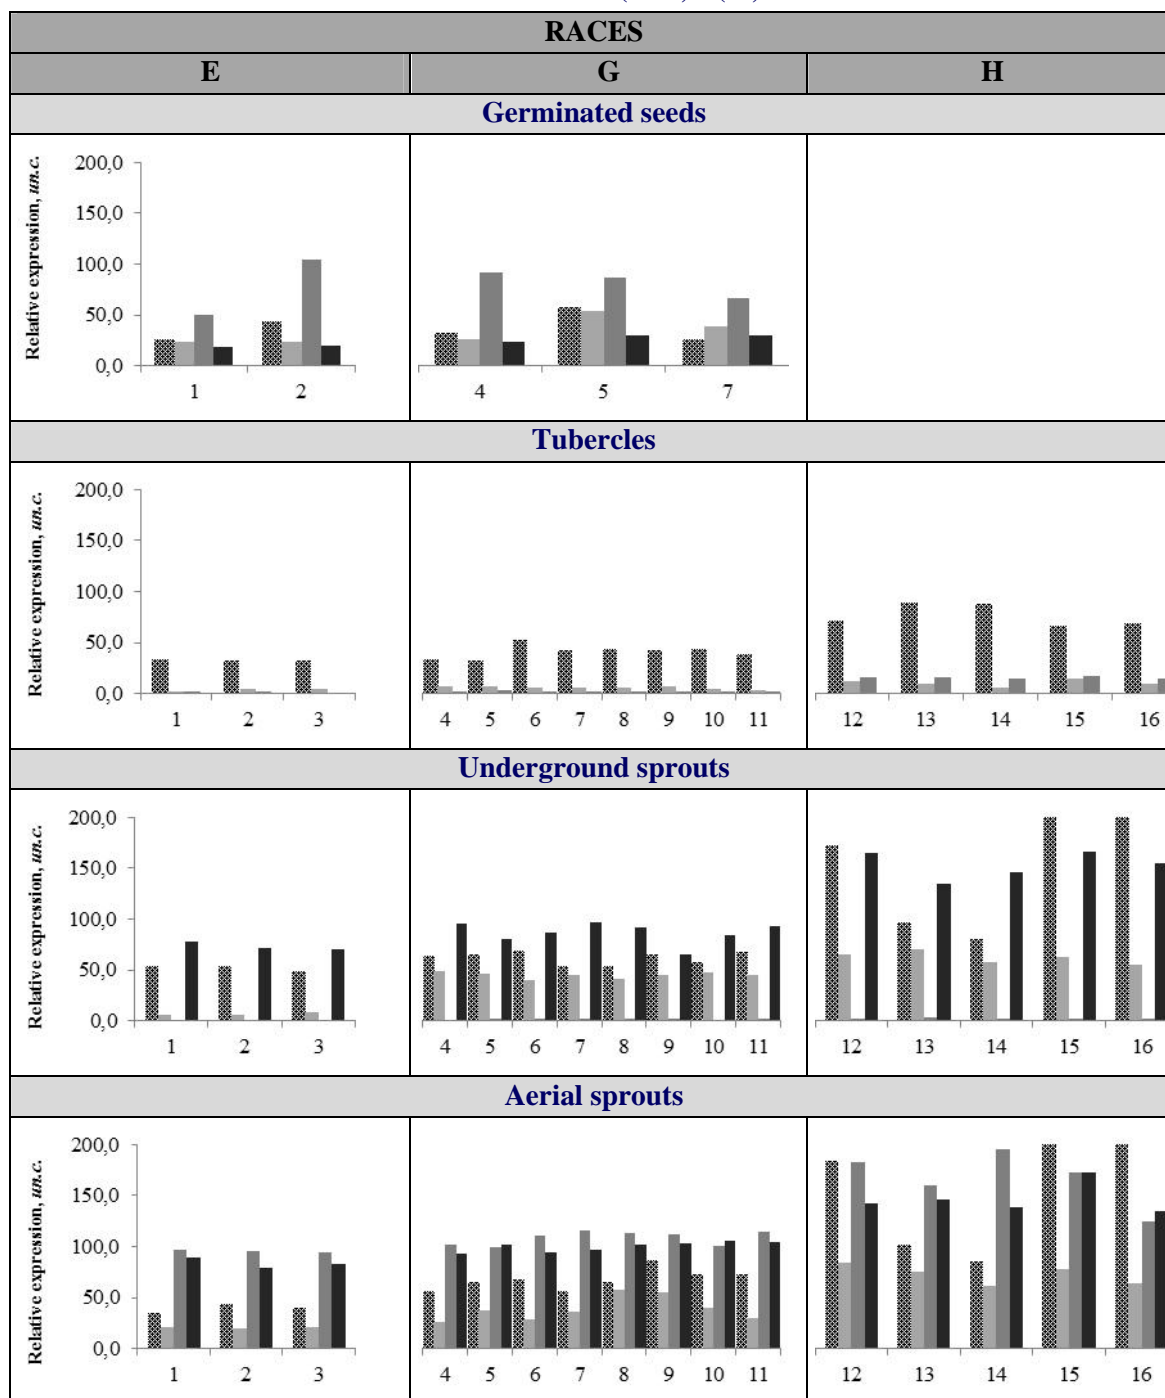 RACES
E G H
Germinated seeds
Relative expression, un.c.
200,0
150,0
100,0
50,0
0,0
1 2
4 5 7
Tubercles
Relative expression, un.c.
200,0
150,0
100,0
50,0
0,0
1 2 3
4 5 6 7 8 9 10 11
12 13 14 15 16
Underground sprouts
Relative expression, un.c.
200,0
150,0
100,0
50,0
0,0
1 2 3
4 5 6 7 8 9 10 11
12 13 14 15 16
Aerial sprouts
Relative expression, un.c.
200,0
150,0
100,0
50,0
0,0
1 2 3
4 5 6 7 8 9 10 11
12 13 14 15 16